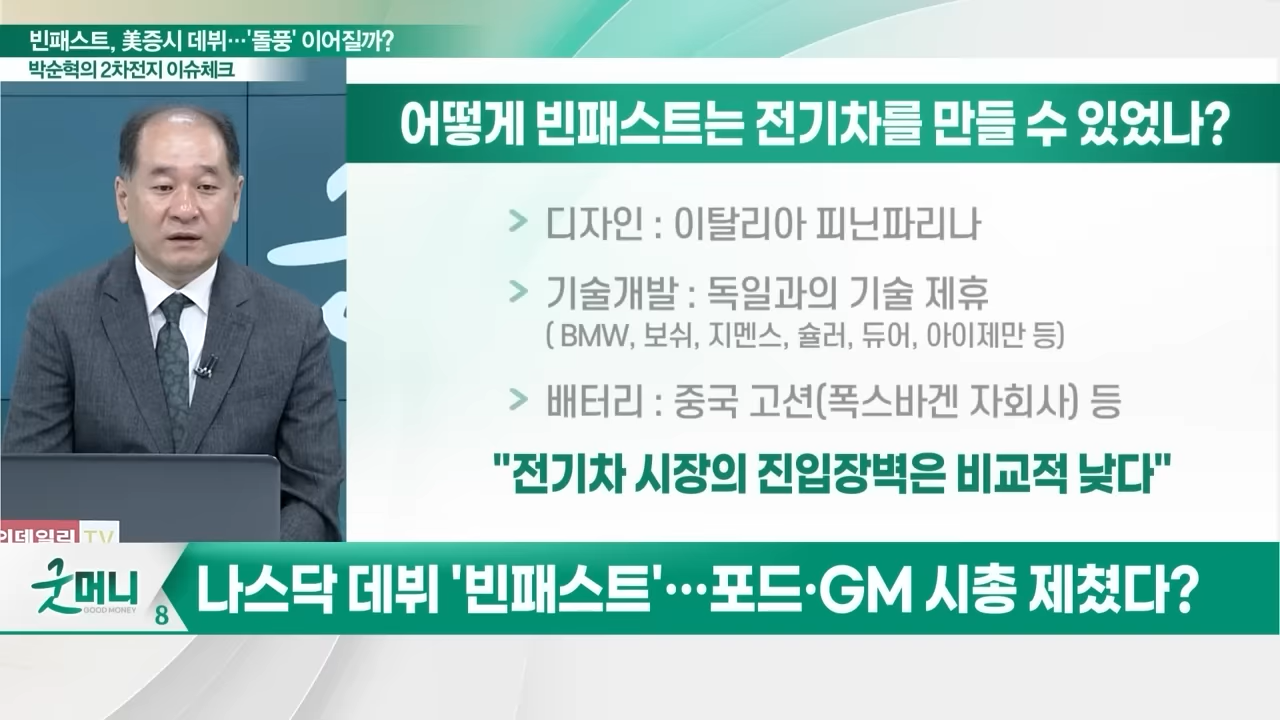 빈패스트, 美증시 데뷔…'돌풍' 이어질까?
박순혁의 2차전지 이슈체크
어떻게 빈패스트는 전기차를 만들 수 있었나?
> 디자인 : 이탈리아 피닌파리나
> 기술개발 : 독일과의 기술 제휴
( BMW, 보쉬, 지멘스, 슐러, 듀어, 아이제만 등)
> 배터리 : 중국 고션(폭스바겐 자회사) 등
"전기차 시장의 진입장벽은 비교적 낮다"
이데일리 TV
굿머니
GOOD MONEY
8
나스닥 데뷔 '빈패스트'…포드·GM 시총 제쳤다?